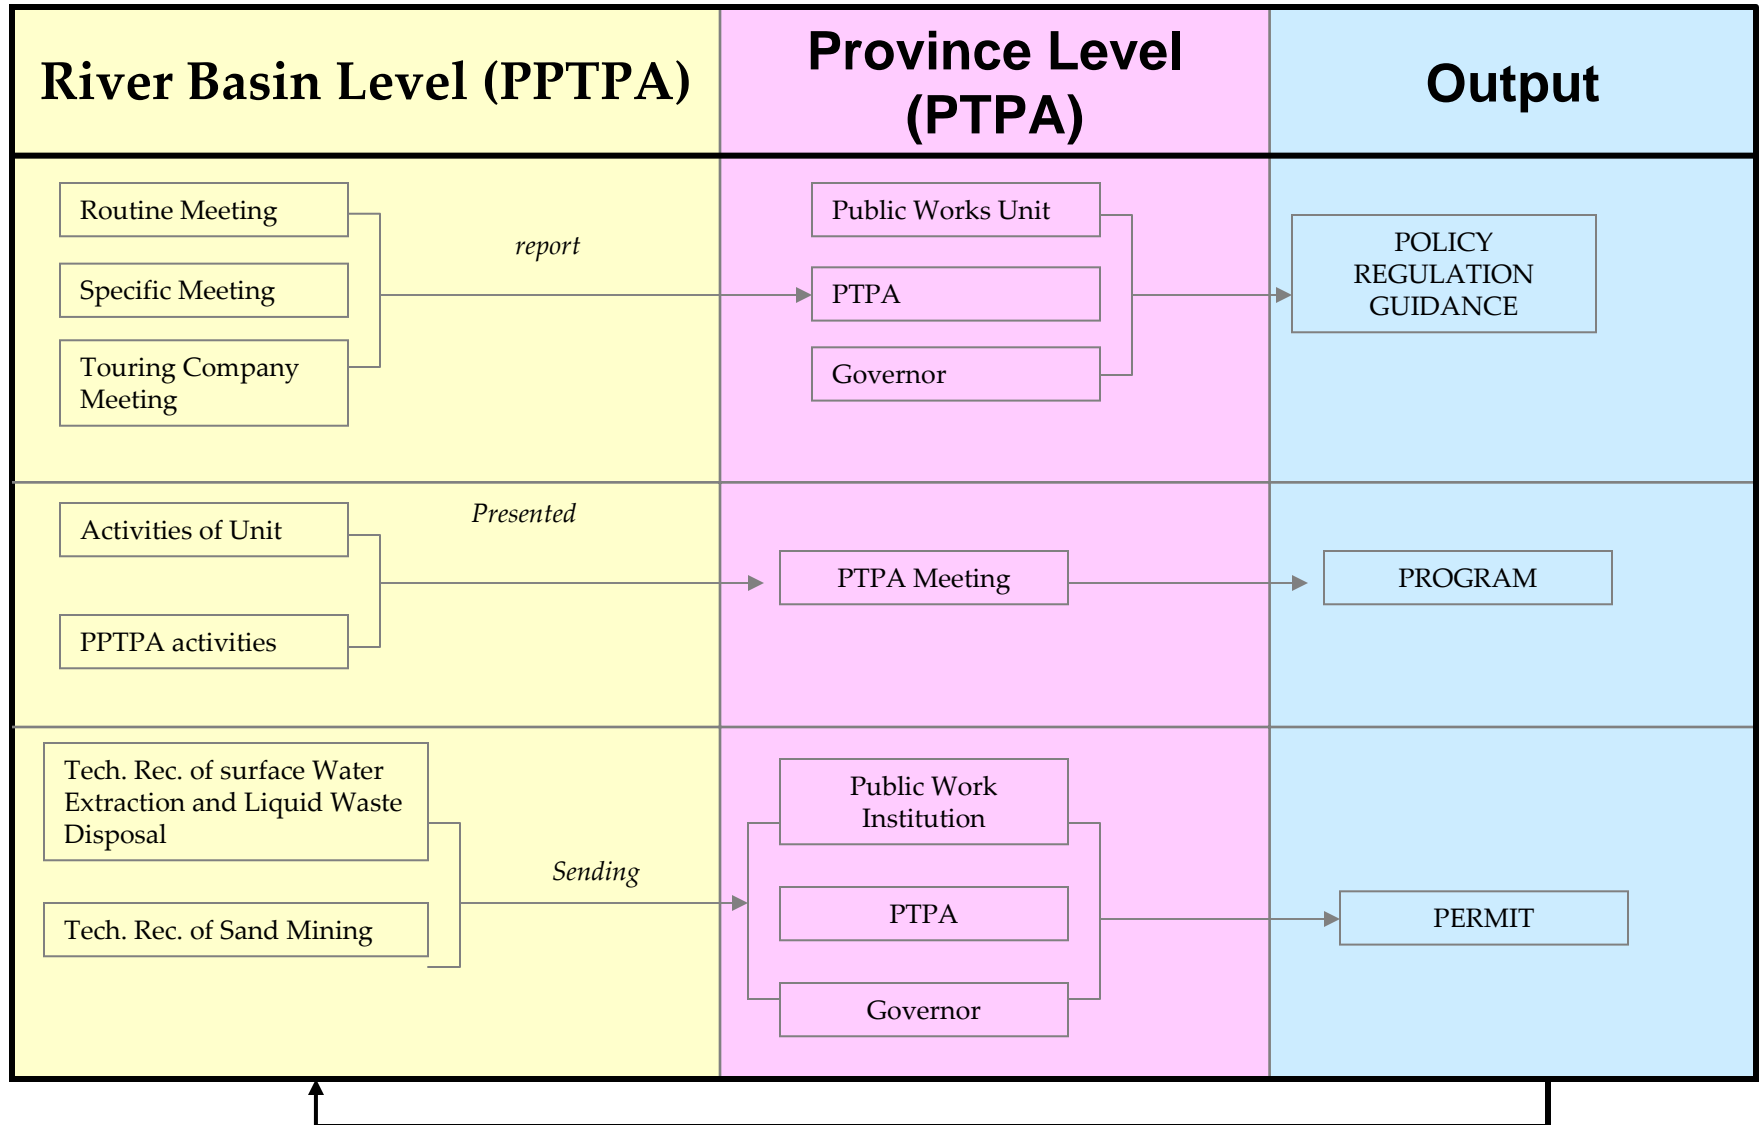 River Basin Level (PPTPA)
Province Level
(PTPA)
Output
Routine Meeting
Specific Meeting
Touring Company
Meeting
report
Public Works Unit
PTPA
Governor
POLICY
REGULATION
GUIDANCE
Activities of Unit
PPTPA activities
Presented
PTPA Meeting
PROGRAM
Tech. Rec. of surface Water
Extraction and Liquid Waste
Disposal
Tech. Rec. of Sand Mining
Sending
Public Work
Institution
PTPA
Governor
PERMIT